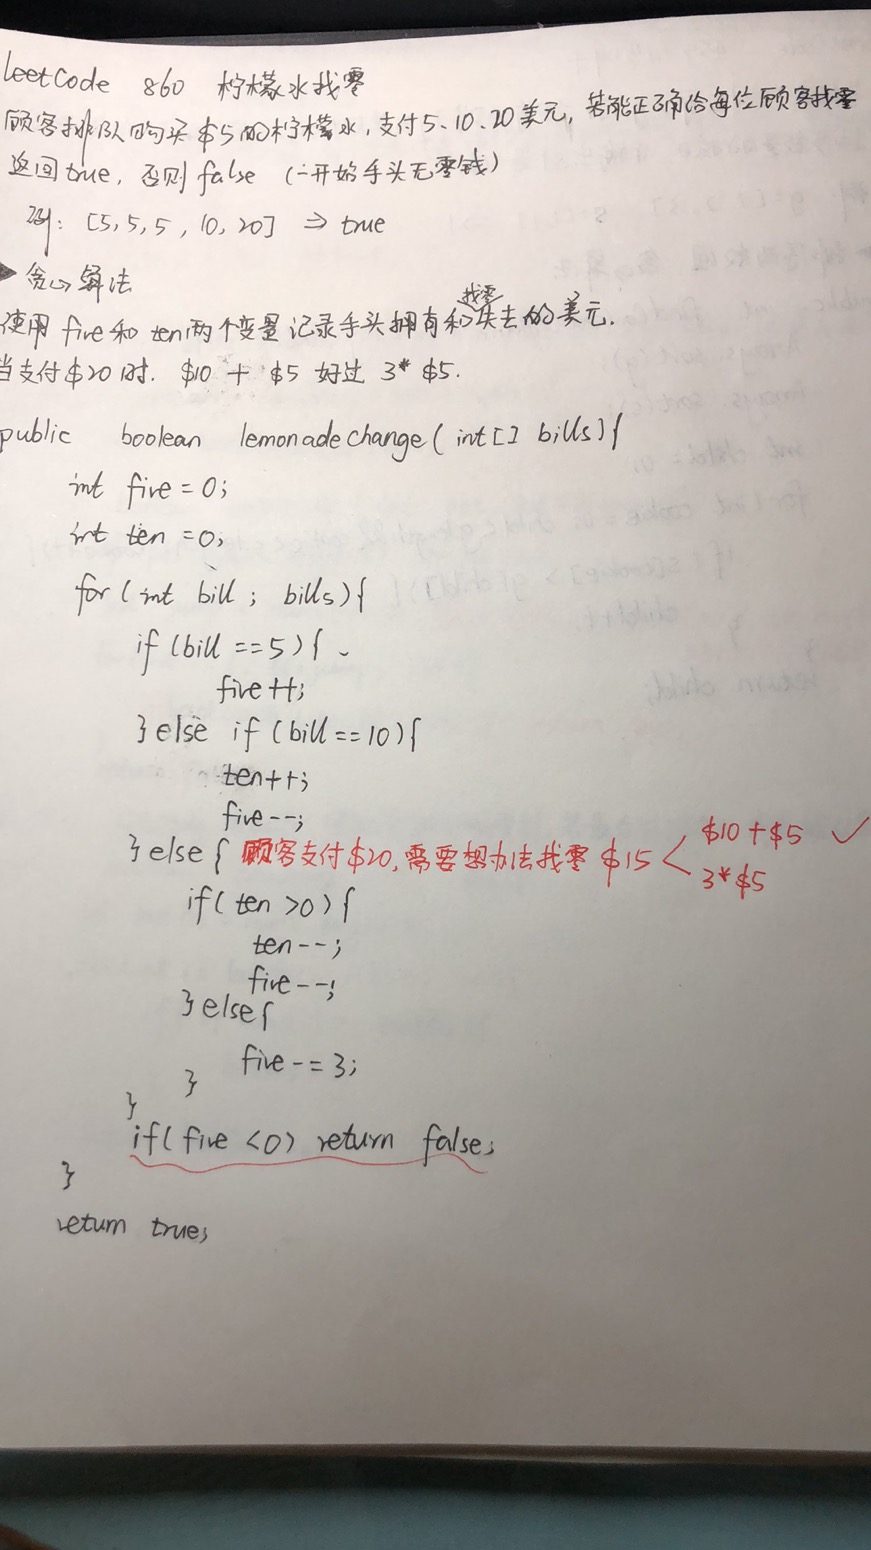 leetCode 860 柠檬水找零
顾客排队购买$5的柠檬水,支付5、10、20美元,若能正确给每位顾客找零
返回true,否则false (一开始手头无零钱)
例: [5,5,5,10,20] ⇒ true
贪心算法
使用five和ten两个变量记录手头拥有和找零失去的美元.
当支付$20时. $10 + $5 好过 3*$5.
public boolean lemonadechange(int[] bills){
int five=0;
int ten=0;
for(int bill ; bills){
if(bill ==5){
five++;
}else if(bill==10){
ten++;
five--;
}else{ 顾客支付$20,需要想办法找零 $15 < $10+$5 ✓
3*$5
if(ten >0){
ten--;
five--;
}else{
five-=3;
}
}
if(five <0) return false;
}
return true;